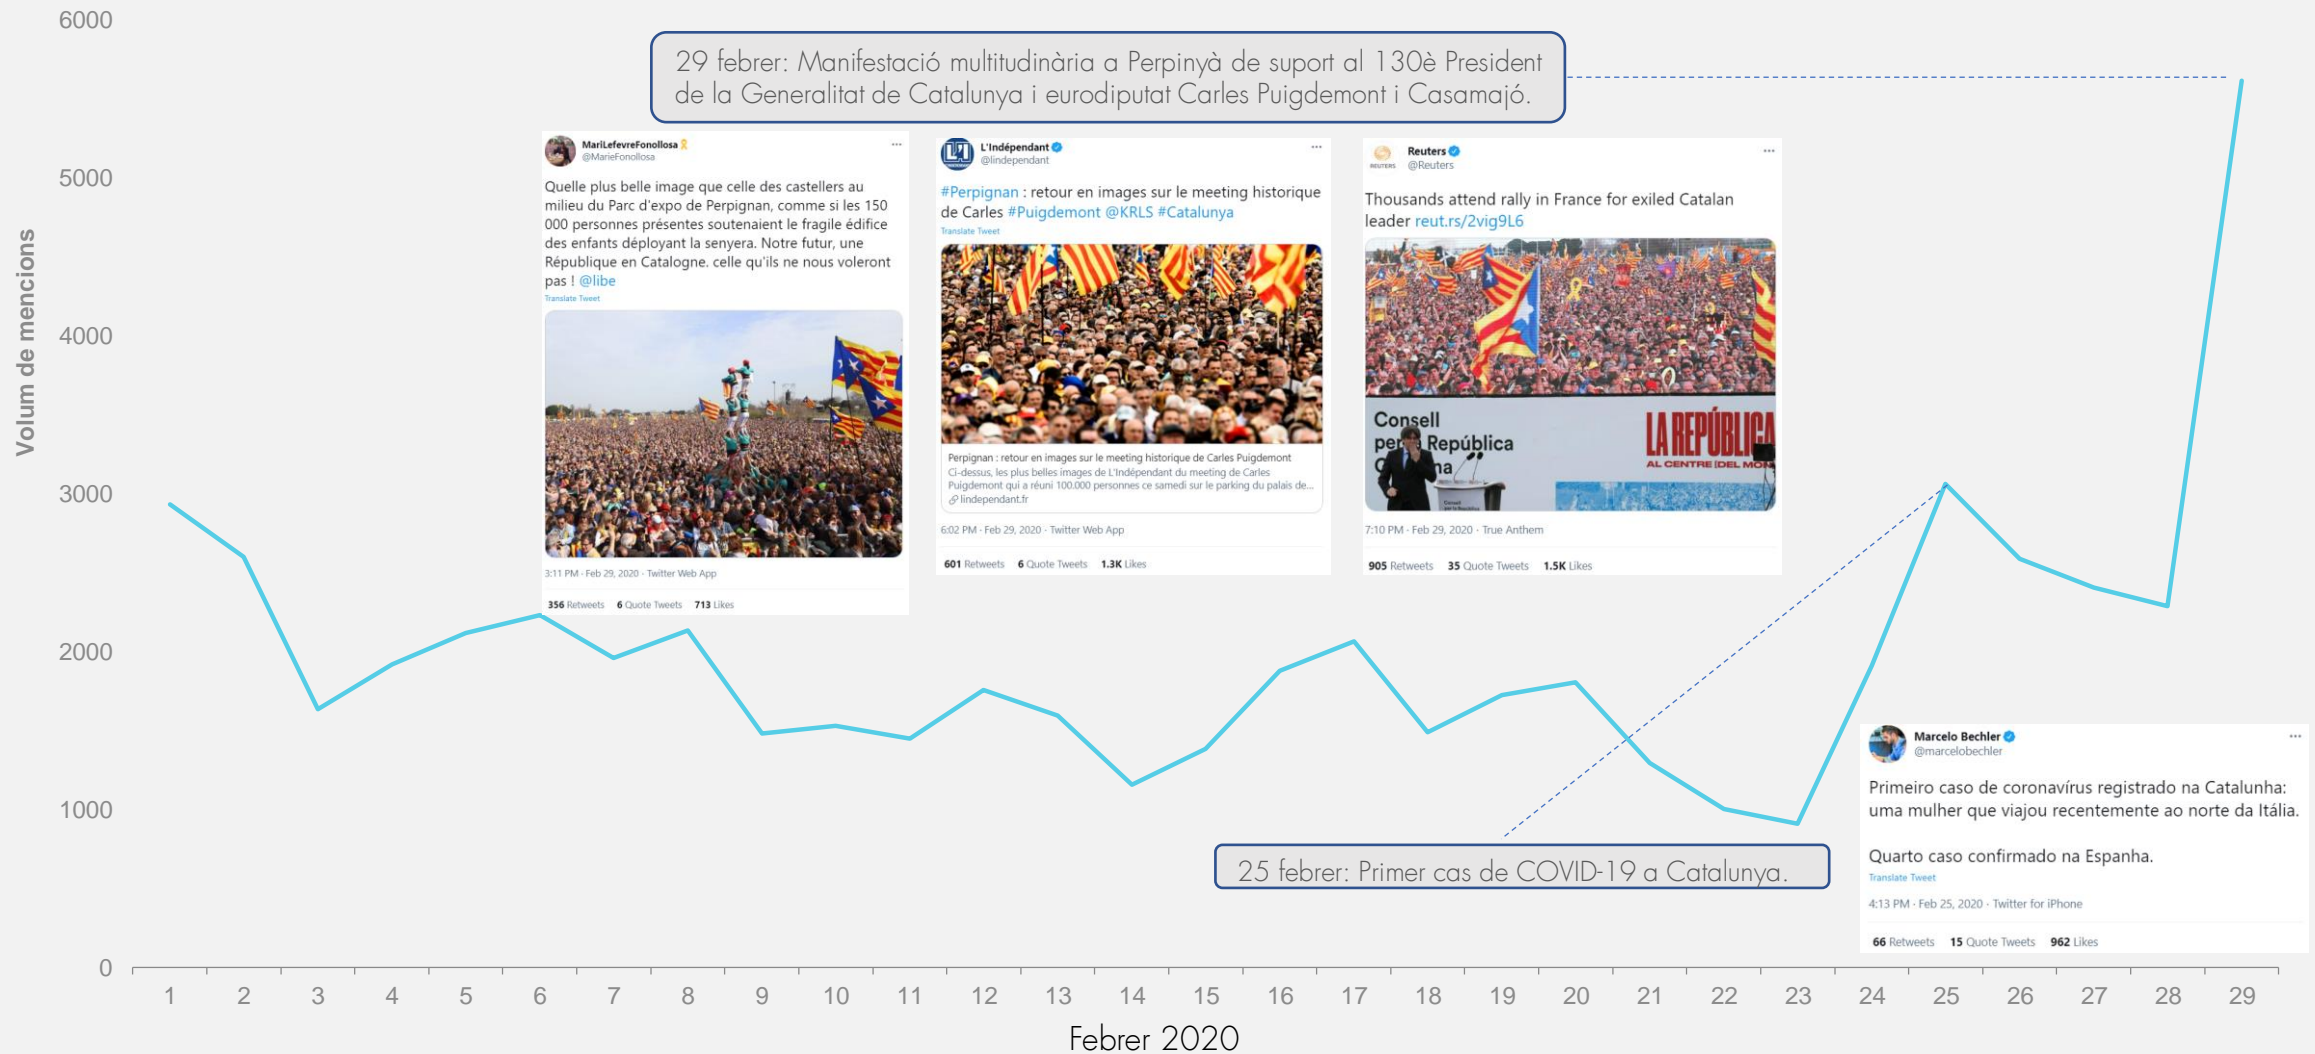 6000
5000
4000
3000
2000
1000
0
Volum de mencions
29 febrer: Manifestació multitudinària a Perpinyà de suport al 130è President
de la Generalitat de Catalunya i eurodiputat Carles Puigdemont i Casamajó.
MariLefevreFonollosa
@MarieFonollosa
Quelle plus belle image que celle des castellers au
milieu du Parc d'expo de Perpignan, comme si les 150
000 personnes présentes soutenaient le fragile édifice
des enfants déployant la senyera. Notre futur, une
République en Catalogne. celle qu'ils ne nous voleront
pas ! @libe
Translate Tweet
3:11 PM · Feb 29, 2020 · Twitter Web App
356 Retweets 6 Quote Tweets 713 Likes
L'Indépendant
@lindependant
#Perpignan : retour en images sur le meeting historique
de Carles #Puigdemont @KRLS #Catalunya
Translate Tweet
Perpignan : retour en images sur le meeting historique de Carles Puigdemont
Ci-dessus, les plus belles images de L'Indépendant du meeting de Carles
Puigdemont qui a réuni 100.000 personnes ce samedi sur le parking du palais de...
lindependant.fr
6:02 PM · Feb 29, 2020 · Twitter Web App
601 Retweets 6 Quote Tweets 1.3K Likes
REUTERS
Reuters
@Reuters
Thousands attend rally in France for exiled Catalan
leader reut.rs/2vig9L6
Consell
República
LA REPÚBLICA
AL CENTRE DEL MÓN
7:10 PM · Feb 29, 2020 · True Anthem
905 Retweets 35 Quote Tweets 1.5K Likes
25 febrer: Primer cas de COVID-19 a Catalunya.
Marcelo Bechler
@marcelobechler
Primeiro caso de coronavírus registrado na Catalunha:
uma mulher que viajou recentemente ao norte da Itália.
Quarto caso confirmado na Espanha.
Translate Tweet
4:13 PM · Feb 25, 2020 · Twitter for iPhone
66 Retweets 15 Quote Tweets 962 Likes
1 2 3 4 5 6 7 8 9 10 11 12 13 14 15 16 17 18 19 20 21 22 23 24 25 26 27 28 29
Febrer 2020